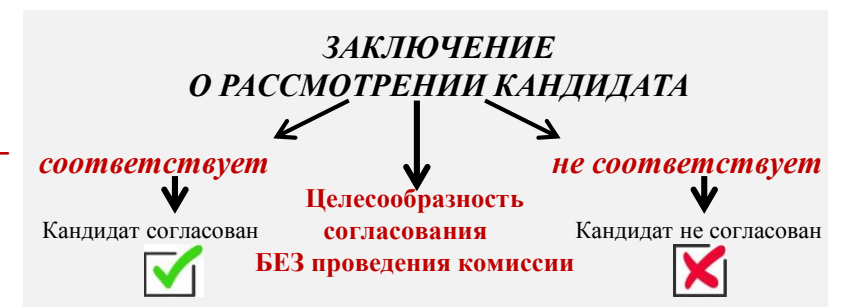 ЗАКЛЮЧЕНИЕ
О РАССМОТРЕНИИ КАНДИДАТА
соответствует
не соответствует
Целесообразность
согласования
БЕЗ проведения комиссии
Кандидат согласован
Кандидат не согласован